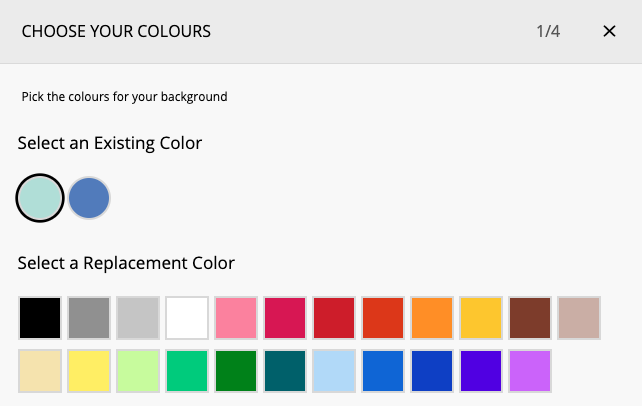 CHOOSE YOUR COLOURS 1/4 ×
Pick the colours for your background
Select an Existing Color
Select a Replacement Color